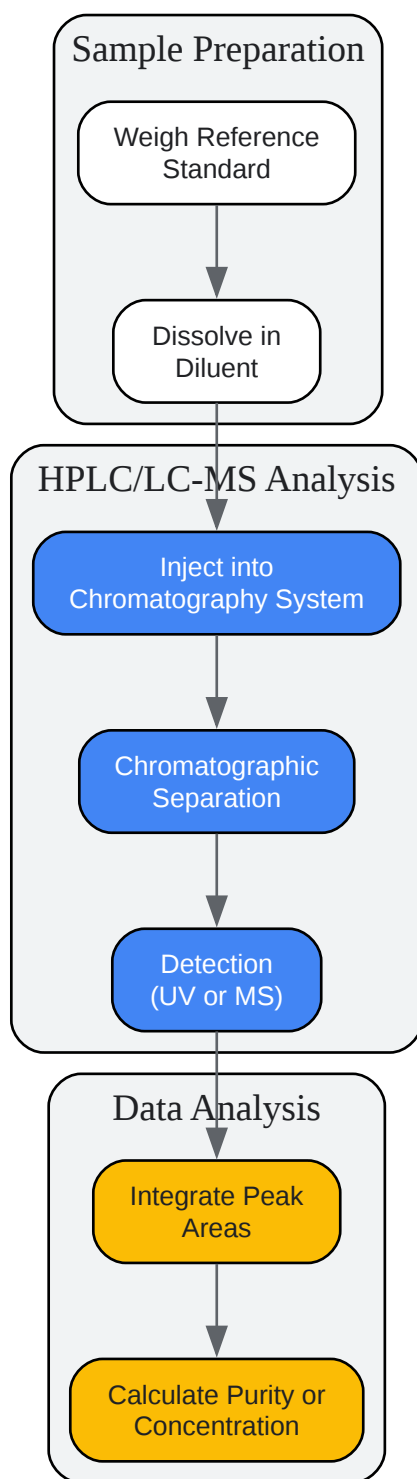 Sample Preparation
Weigh Reference
Standard
Dissolve in
Diluent
HPLC/LC-MS Analysis
Inject into
Chromatography System
Chromatographic
Separation
Detection
(UV or MS)
Data Analysis
Integrate Peak
Areas
Calculate Purity or
Concentration